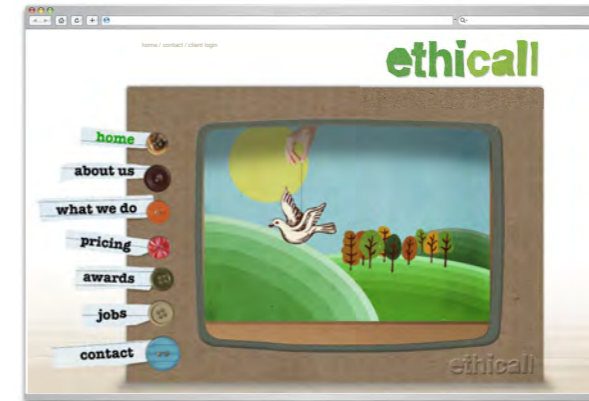 home / contact / client login
ethicall
home
about us
what we do
pricing
awards
jobs
contact
ethicall